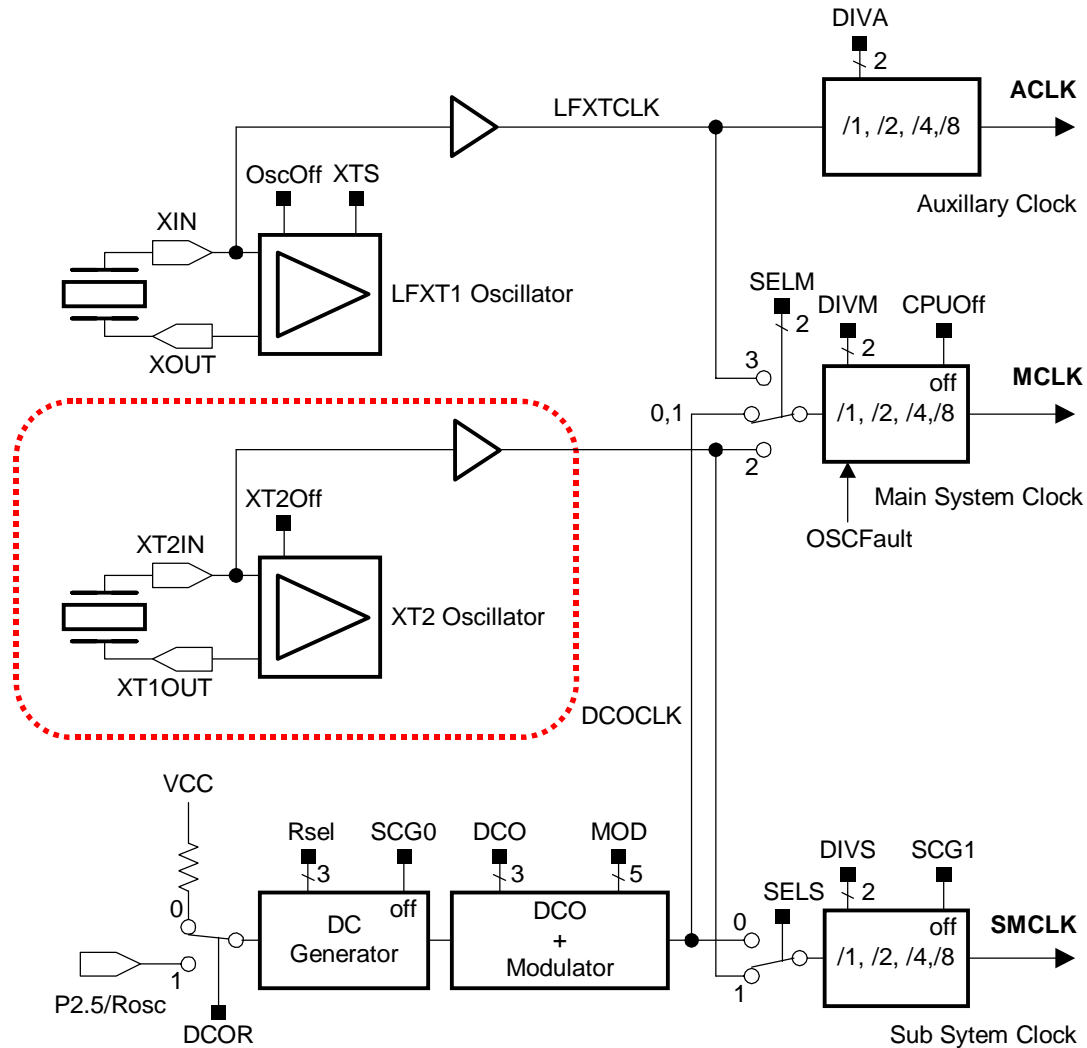 DIVA
2
ACLK
LFXTCLK
/1, /2, /4,/8
OscOff XTS
Auxillary Clock
XIN
LFXT1 Oscillator
XOUT
SELM
2
DIVM
2
CPUOff
3
0,1
2
off
/1, /2, /4,/8
MCLK
Main System Clock
OSCFault
XT2Off
XT2IN
XT2 Oscillator
XT1OUT
DCOCLK
VCC
Rsel
3
SCG0
DCO
3
MOD
5
0
1
off
DC
Generator
DCO
+
Modulator
P2.5/Rosc
DCOR
SELS
DIVS
2
SCG1
0
1
off
/1, /2, /4,/8
SMCLK
Sub Sytem Clock